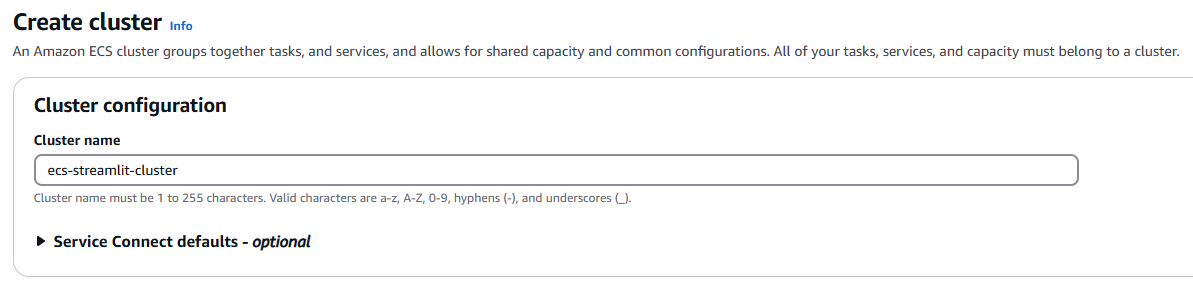 Create cluster Info
An Amazon ECS cluster groups together tasks, and services, and allows for shared capacity and common configurations. All of your tasks, services, and capacity must belong to a cluster.
Cluster configuration
Cluster name
ecs-streamlit-cluster
Cluster name must be 1 to 255 characters. Valid characters are a-z, A-Z, 0-9, hyphens (-), and underscores (_).
Service Connect defaults - optional